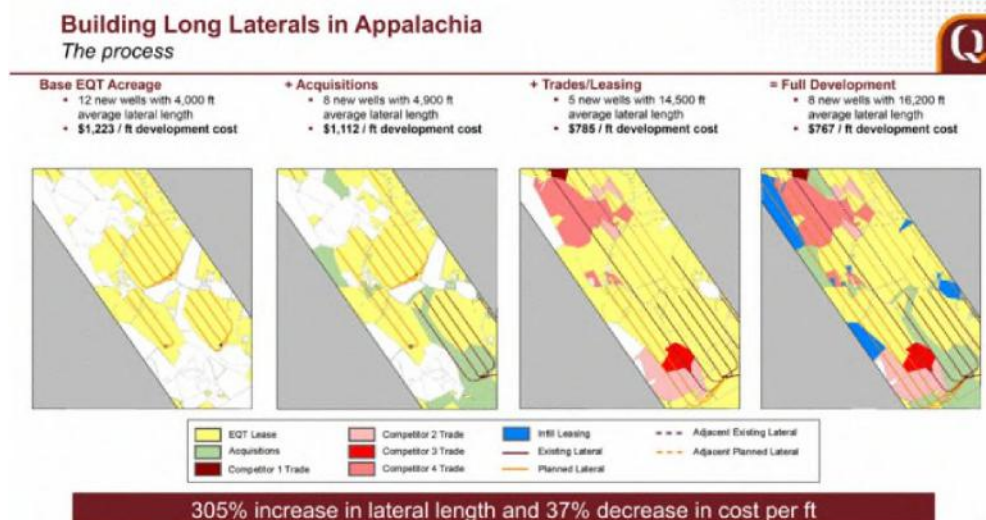 Building Long Laterals in Appalachia
The process
Q
Base EQT Acreage
• 12 new wells with 4,000 ft
average lateral length
• $1,223 / ft development cost
+ Acquisitions
• 8 new wells with 4,900 ft
average lateral length
• $1,112 / ft development cost
+ Trades/Leasing
• 5 new wells with 14,500 ft
average lateral length
• $785 / ft development cost
= Full Development
• 8 new wells with 16,200 ft
average lateral length
• $767 / ft development cost
EQT Lease
Acquisitions
Competitor 1 Trade
Competitor 2 Trade
Competitor 3 Trade
Competitor 4 Trade
Infill Leasing
Existing Lateral
Planned Lateral
Adjacent Existing Lateral
Adjacent Planned Lateral
305% increase in lateral length and 37% decrease in cost per ft